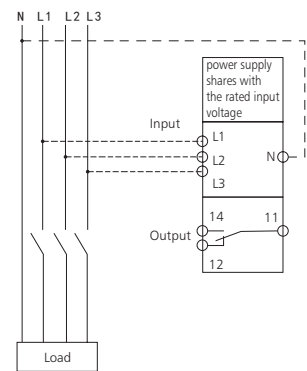 N L1 L2 L3
power supply
shares with
the rated input
voltage
Input
L1
L2
N
L3
14
11
Output
12
Load